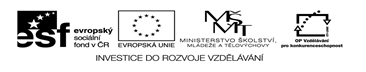 esf evropský sociální fond v ČR
EVROPSKÁ UNIE
MINISTERSTVO ŠKOLSTVÍ,
MLÁDEŽE A TĚLOVÝCHOVY
OP Vzdělávání
pro konkurenceschopnost
INVESTICE DO ROZVOJE VZDĚLÁVÁNÍ